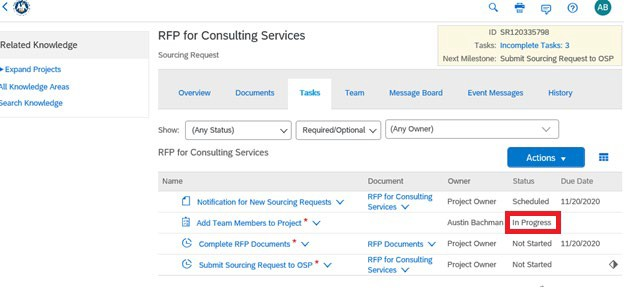 AB
RFP for Consulting Services
Sourcing Request
ID SR120335798
Tasks: Incomplete Tasks: 3
Next Milestone: Submit Sourcing Request to OSP
Related Knowledge
Expand Projects
All Knowledge Areas
Search Knowledge
Overview Documents Tasks Team Message Board Event Messages History
Show: (Any Status) Required/Optional (Any Owner)
RFP for Consulting Services
Actions
Name Document Owner Status Due Date
Notification for New Sourcing Requests RFP for Consulting Services Project Owner Scheduled 11/20/2020
Add Team Members to Project * Austin Bachman In Progress
Complete RFP Documents * RFP Documents Project Owner Not Started 11/20/2020
Submit Sourcing Request to OSP * RFP for Consulting Services Project Owner Not Started